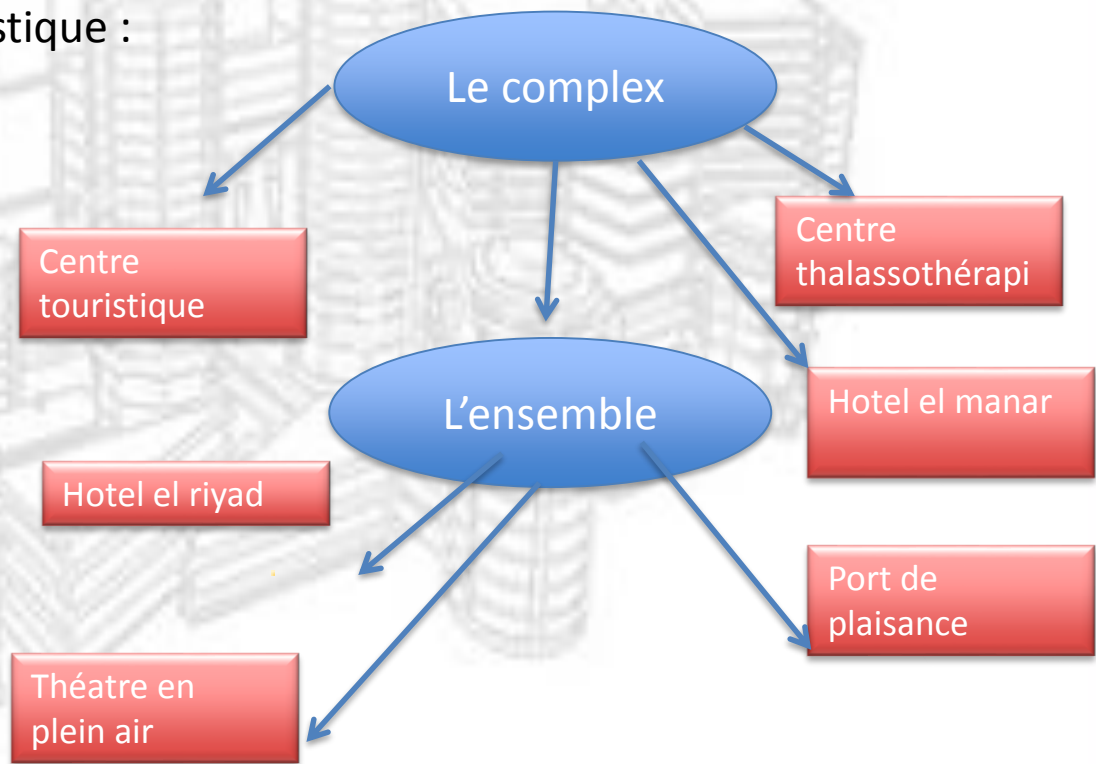 stique :
Le complex
Centre
touristique
Centre
thalassothérapi
L’ensemble
Hotel el manar
Hotel el riyad
Port de
plaisance
Théatre en
plein air